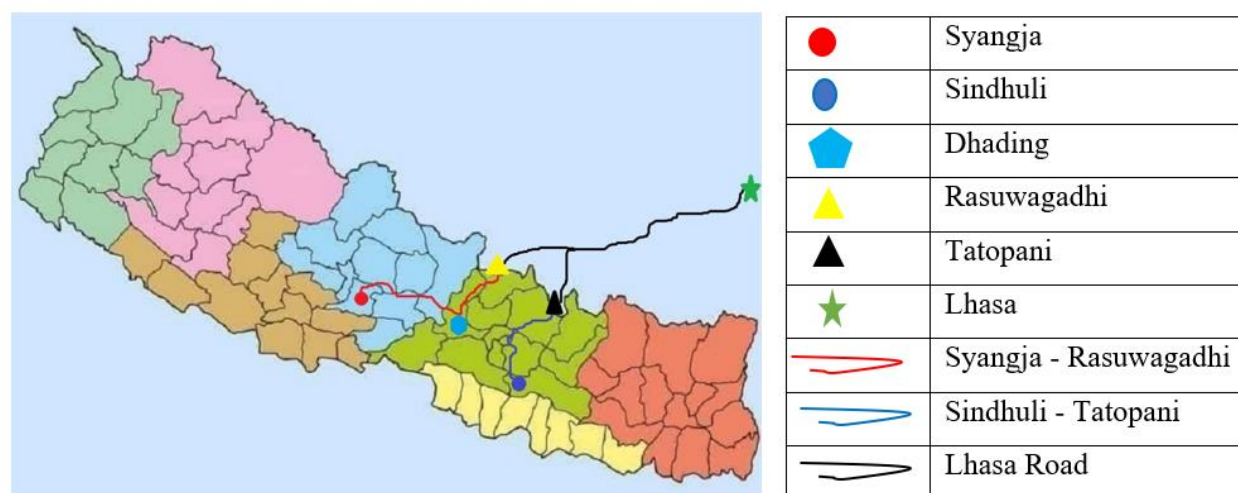 Syangja
Sindhuli
Dhading
Rasuwagadhi
Tatopani
Lhasa
Syangja - Rasuwagadhi
Sindhuli - Tatopani
Lhasa Road